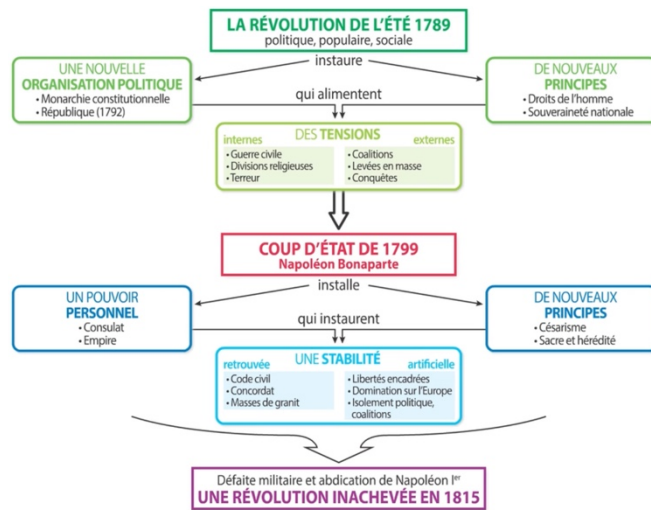 LA RÉVOLUTION DE L'ÉTÉ 1789
politique, populaire, sociale
instaure
UNE NOUVELLE
ORGANISATION POLITIQUE
• Monarchie constitutionnelle
• République (1792)
DE NOUVEAUX
PRINCIPES
• Droits de l'homme
• Souveraineté nationale
qui alimentent
DES TENSIONS
internes
• Guerre civile
• Divisions religieuses
• Terreur
externes
• Coalitions
• Levées en masse
• Conquêtes
COUP D'ÉTAT DE 1799
Napoléon Bonaparte
installe
UN POUVOIR
PERSONNEL
• Consulat
• Empire
DE NOUVEAUX
PRINCIPES
• Césarisme
• Sacre et hérédité
qui instaurent
UNE STABILITÉ
retrouvée
• Code civil
• Concordat
• Masses de granit
artificielle
• Libertés encadrées
• Domination sur l'Europe
• Isolement politique,
coalitions
Défaite militaire et abdication de Napoléon Ier
UNE RÉVOLUTION INACHEVÉE EN 1815